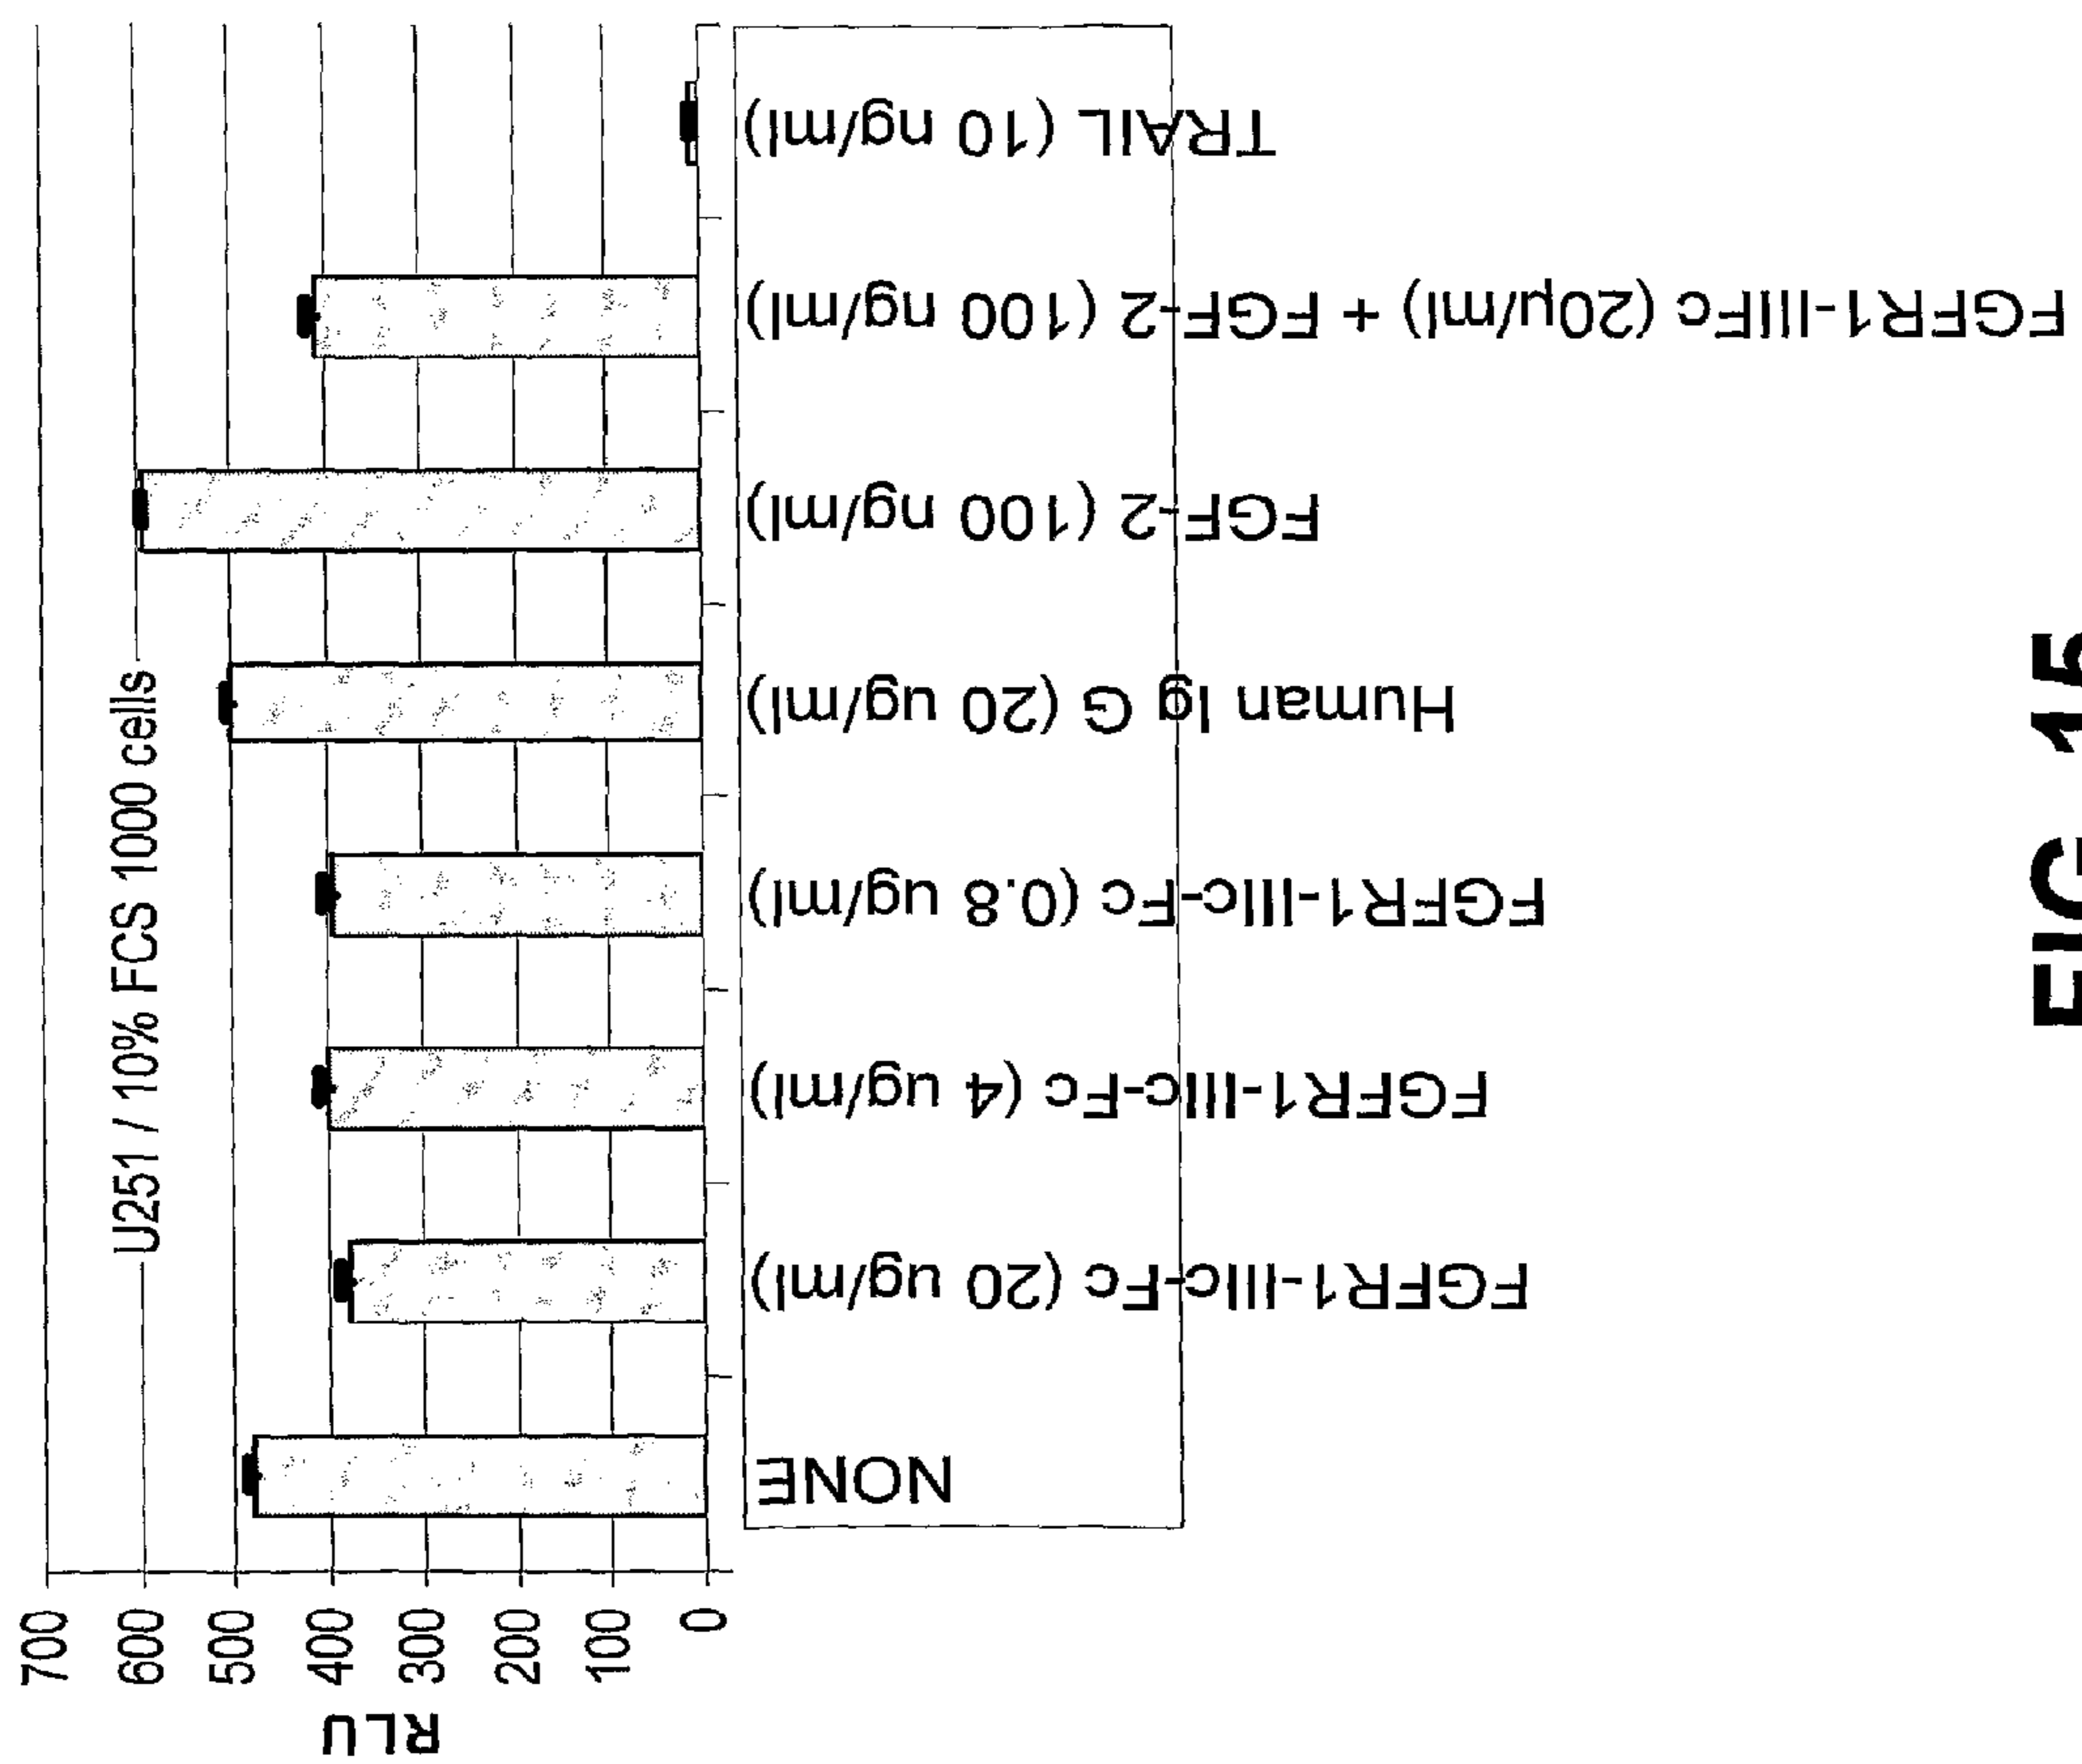 U251 / 10% FCS 1000 cells
RLU
700
600
500
400
300
200
100
0
NONE
FGFR1-IIIc-Fc (20 ug/ml)
FGFR1-IIIc-Fc (4 ug/ml)
FGFR1-IIIc-Fc (0.8 ug/ml)
Human Ig G (20 ug/ml)
FGF-2 (100 ng/ml)
FGFR1-IIIFc (20µ/ml) + FGF-2 (100 ng/ml)
TRAIL (10 ng/ml)
FIG. 15